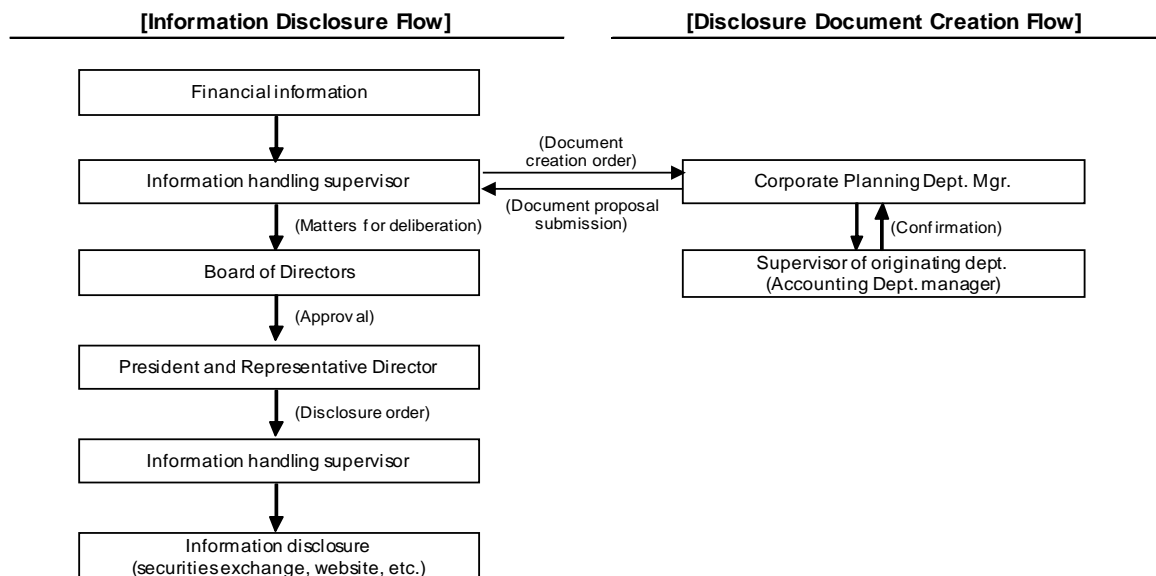 [Information Disclosure Flow]
[Disclosure Document Creation Flow]
Financial information
(Document
creation order)
Information handling supervisor
Corporate Planning Dept. Mgr.
(Document proposal
submission)
(Matters for deliberation)
(Confirmation)
Board of Directors
Supervisor of originating dept.
(Accounting Dept. manager)
(Approval)
President and Representative Director
(Disclosure order)
Information handling supervisor
Information disclosure
(securities exchange, website, etc.)